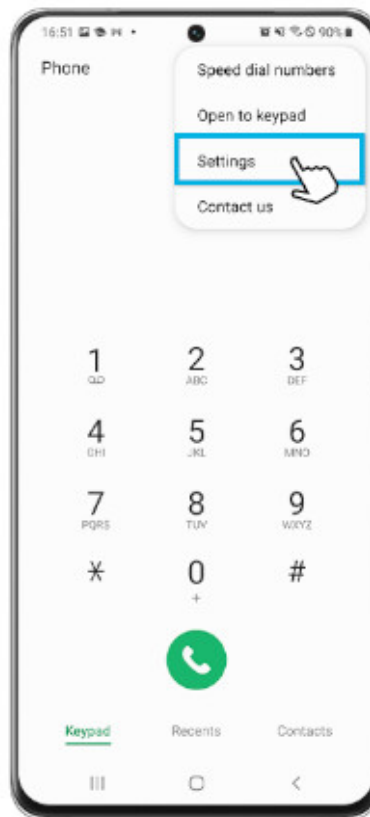 16:51 90%
Phone
Speed dial numbers
Open to keypad
Settings
Contact us
1 2 3
ABC DEF
4 5 6
GHI JKL MNO
7 8 9
PQRS TUV WXYZ
* 0 #
+
Keypad Recents Contacts